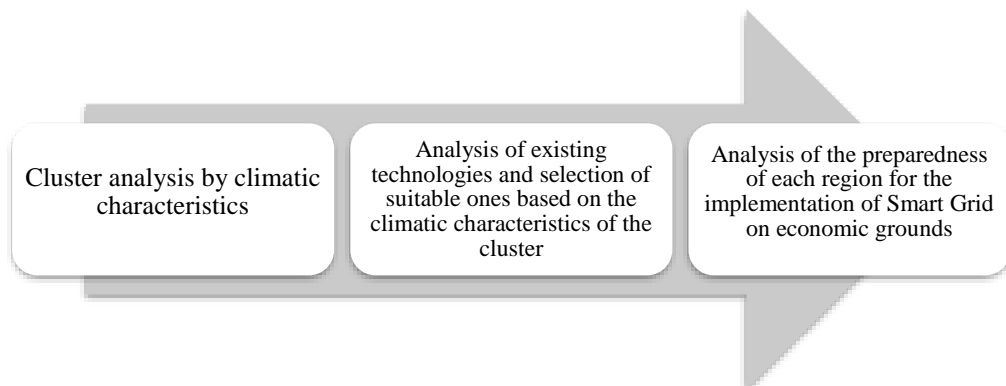 Cluster analysis by climatic
characteristics
Analysis of existing
technologies and selection of
suitable ones based on the
climatic characteristics of the
cluster
Analysis of the preparedness
of each region for the
implementation of Smart Grid
on economic grounds